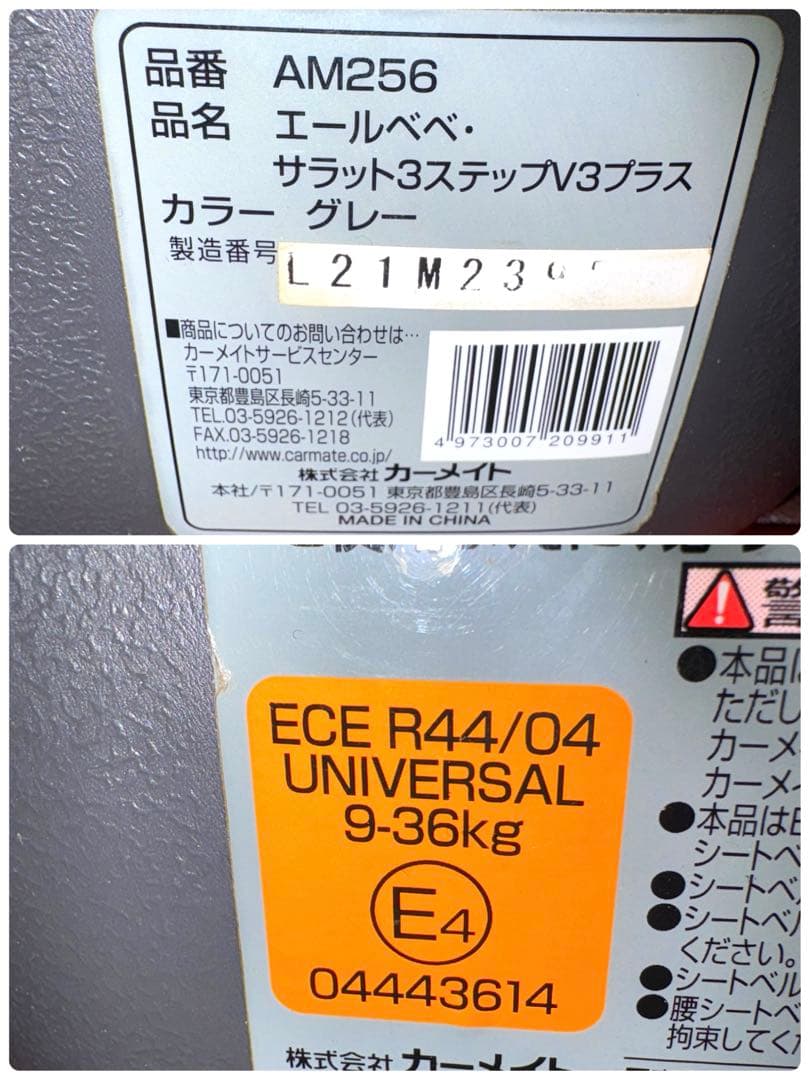 品番 AM256
品名 エールベベ・
サラット3ステップV3プラス
カラー グレー
製造番号 L21M239
■商品についてのお問い合わせは…
カーメイトサービスセンター
〒171-0051
東京都豊島区長崎5-33-11
TEL.03-5926-1212(代表)
FAX.03-5926-1218
http://www.carmate.co.jp/
4 973007 209911
株式会社 カーメイト
本社/〒171-0051 東京都豊島区長崎5-33-11
TEL 03-5926-1211(代表)
MADE IN CHINA
警
ECE R44/04
UNIVERSAL
9-36kg
E4
04443614
●本品は
ただし
カーメ
カーメイ
●本品は
シートベ
●シートベル
●シートベル
ください。
●シートベル
●腰シートベ
拘束してく
株式会社 カーメイト